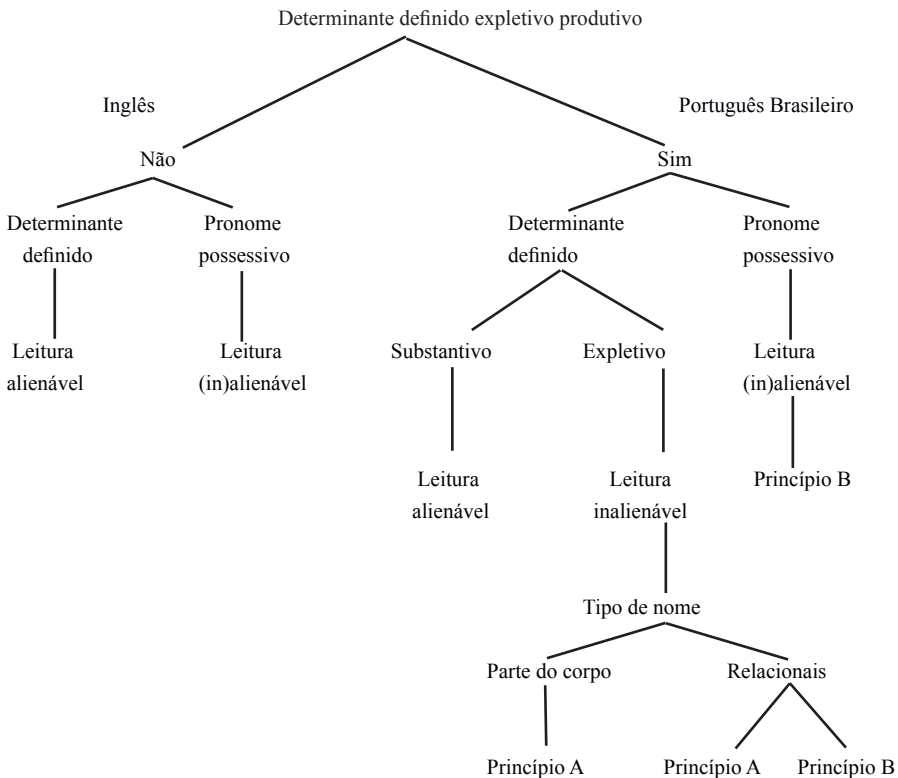 Determinante definido expletivo produtivo
Inglês
Português Brasileiro
Não
Sim
Determinante
definido
Pronome
possessivo
Determinante
definido
Pronome
possessivo
Leitura
alienável
Leitura
(in)alienável
Substantivo
Expletivo
Leitura
(in)alienável
Leitura
alienável
Leitura
inalienável
Princípio B
Tipo de nome
Parte do corpo
Relacionais
Princípio A
Princípio A
Princípio B